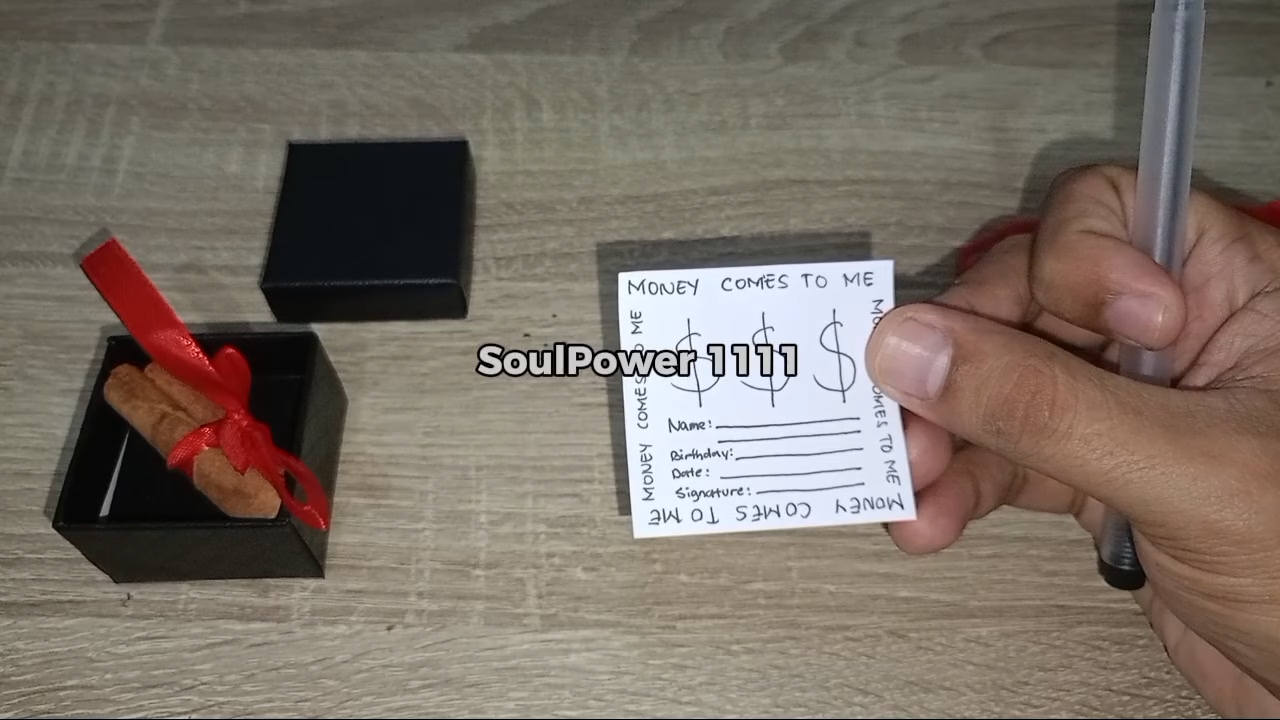 MONEY COMES TO ME
MONEY COMES TO ME
$ $ $
SoulPower 1111
Name:
Birthday:
Date:
Signature:
COMES TO ME
MONEY COMES TO ME